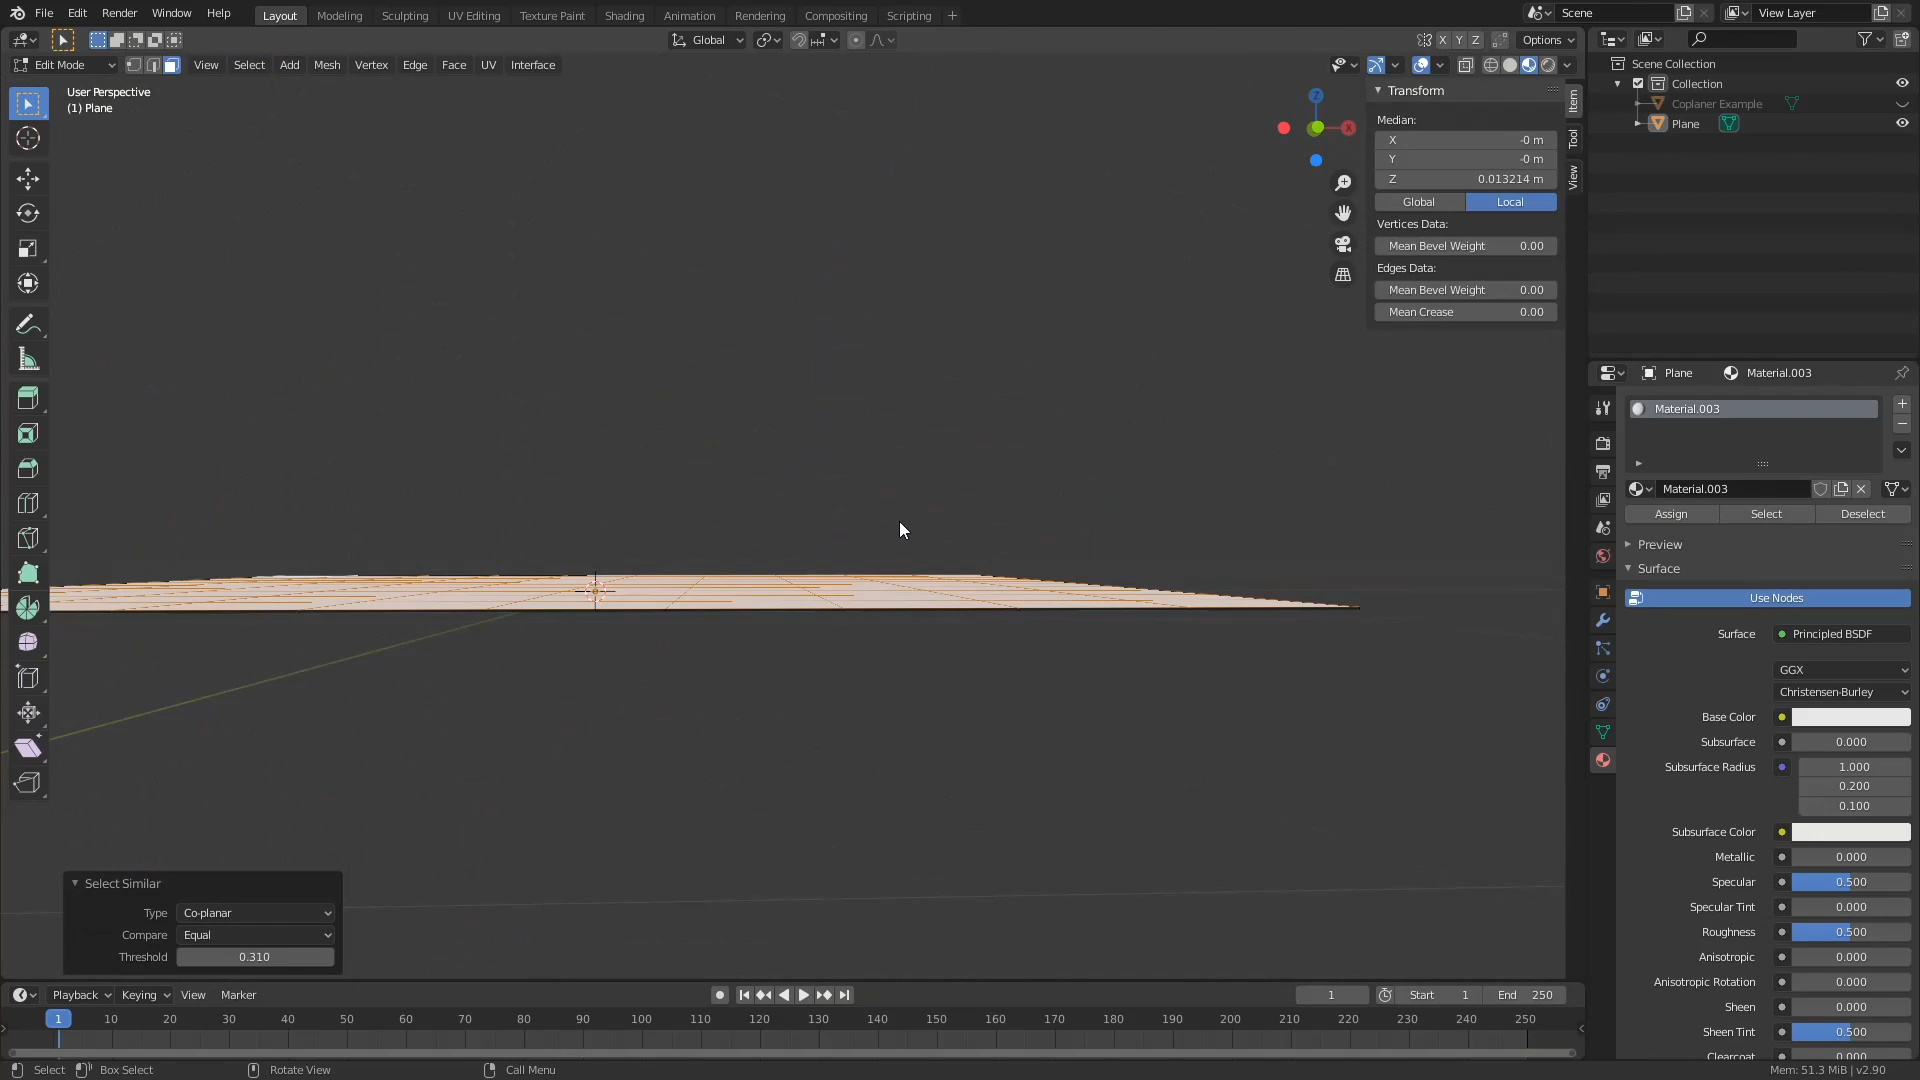 File Edit Render Window Help Layout Modeling Sculpting UV Editing Texture Paint Shading Animation Rendering Compositing Scripting + Scene View Layer
Global X Y Z Options
Edit Mode View Select Add Mesh Vertex Edge Face UV Interface
User Perspective
(1) Plane
Z
X
Transform
Median:
X -0 m
Y -0 m
Z 0.013214 m
Global Local
Vertices Data:
Mean Bevel Weight 0.00
Edges Data:
Mean Bevel Weight 0.00
Mean Crease 0.00
Item
Tool
View
Scene Collection
Collection
Coplaner Example
Plane
Plane Material.003
Material.003
Material.003
Assign Select Deselect
Preview
Surface
Use Nodes
Surface Principled BSDF
GGX
Christensen-Burley
Base Color
Subsurface 0.000
Subsurface Radius 1.000
0.200
0.100
Subsurface Color
Metallic 0.000
Specular 0.500
Specular Tint 0.000
Roughness 0.500
Anisotropic 0.000
Anisotropic Rotation 0.000
Sheen 0.000
Sheen Tint 0.500
Clearcoat 0.000
Select Similar
Type Co-planar
Compare Equal
Threshold 0.310
Playback Keying View Marker 1 Start 1 End 250
1 10 20 30 40 50 60 70 80 90 100 110 120 130 140 150 160 170 180 190 200 210 220 230 240 250
Select Box Select Rotate View Call Menu Mem: 51.3 MiB | v2.90